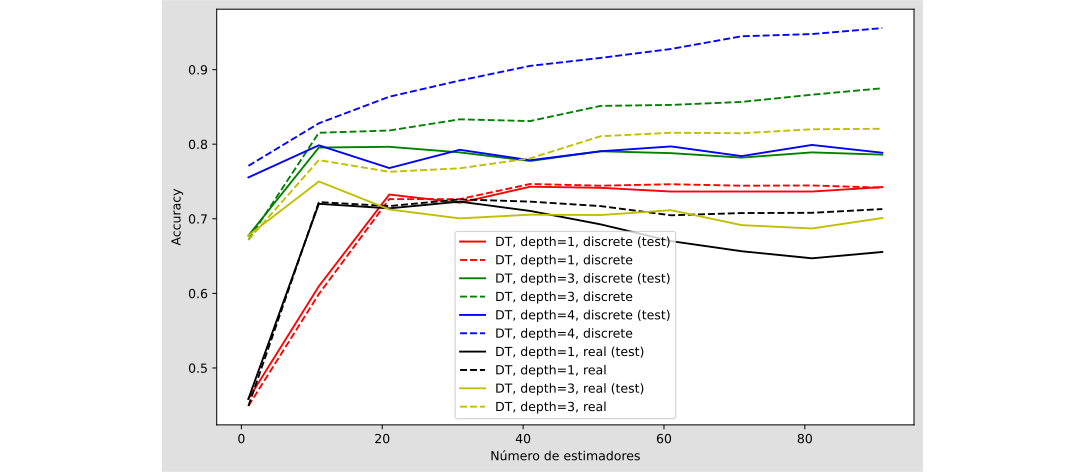 0.9
0.8
0.7
0.6
0.5
Accuracy
DT, depth=1, discrete (test)
DT, depth=1, discrete
DT, depth=3, discrete (test)
DT, depth=3, discrete
DT, depth=4, discrete (test)
DT, depth=4, discrete
DT, depth=1, real (test)
DT, depth=1, real
DT, depth=3, real (test)
DT, depth=3, real
0 20 40 60 80
Número de estimadores